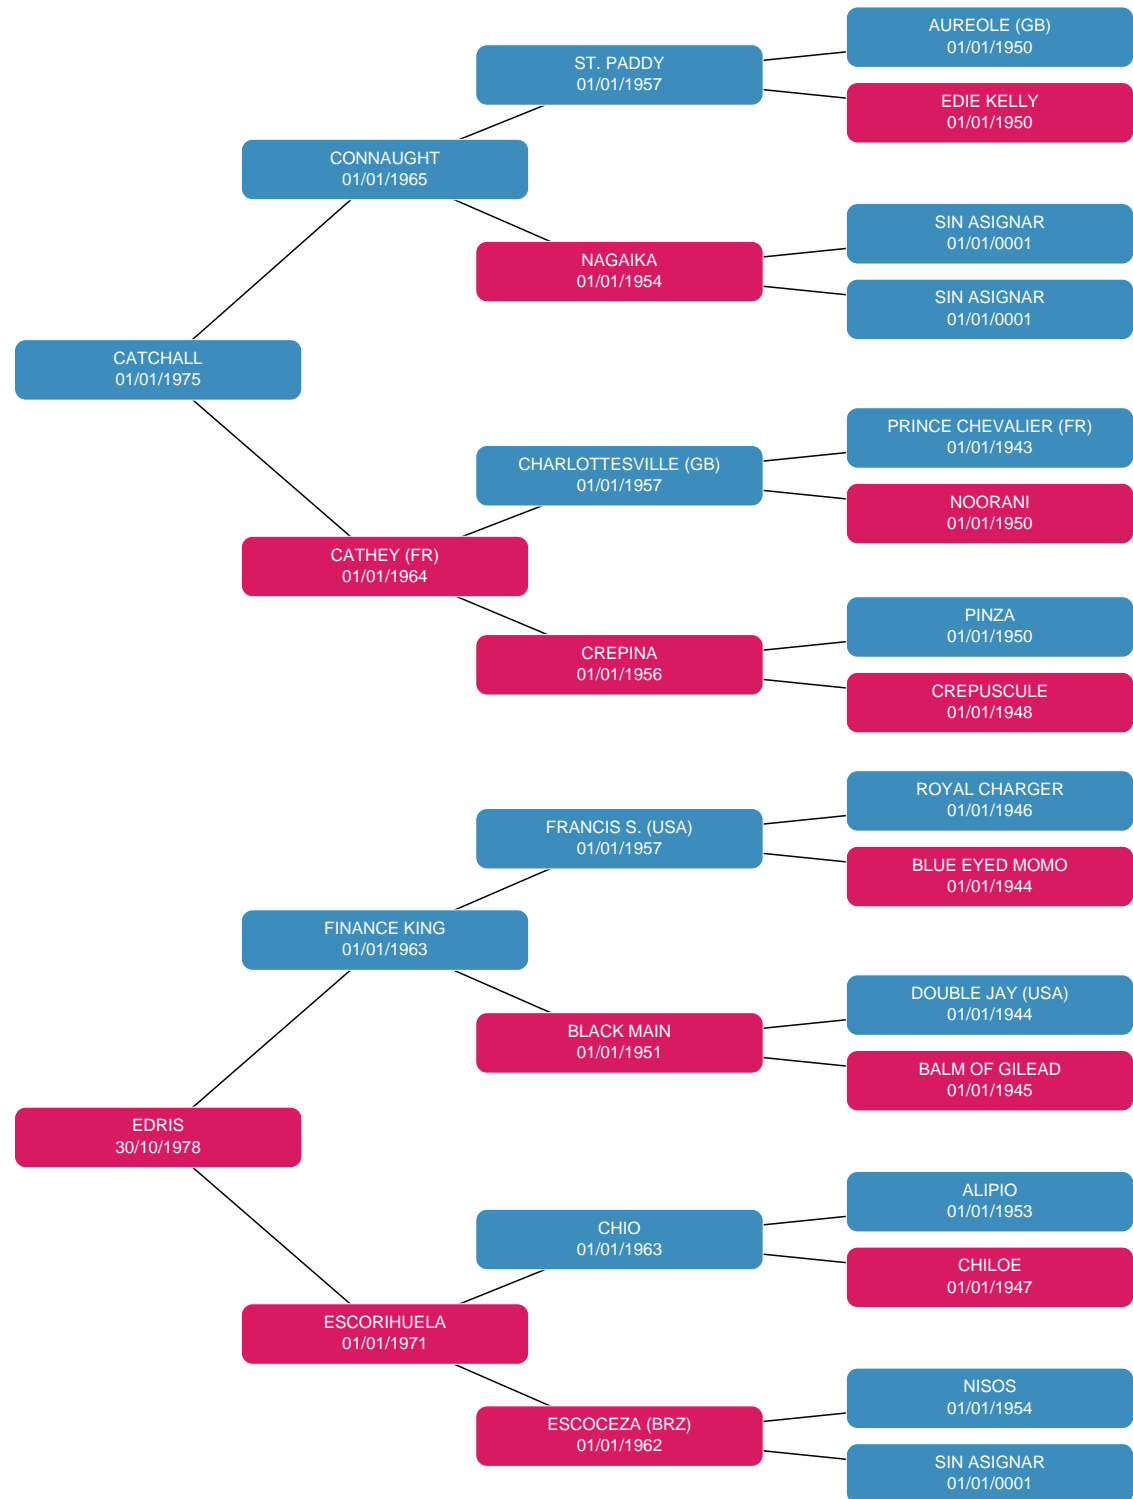 AUREOLE (GB)
01/01/1950
ST. PADDY
01/01/1957
EDIE KELLY
01/01/1950
CONNAUGHT
01/01/1965
SIN ASIGNAR
01/01/0001
NAGAIKA
01/01/1954
SIN ASIGNAR
01/01/0001
CATCHALL
01/01/1975
PRINCE CHEVALIER (FR)
01/01/1943
CHARLOTTESVILLE (GB)
01/01/1957
NOORANI
01/01/1950
CATHEY (FR)
01/01/1964
PINZA
01/01/1950
CREPINA
01/01/1956
CREPUSCULE
01/01/1948
ROYAL CHARGER
01/01/1946
FRANCIS S. (USA)
01/01/1957
BLUE EYED MOMO
01/01/1944
FINANCE KING
01/01/1963
DOUBLE JAY (USA)
01/01/1944
BLACK MAIN
01/01/1951
BALM OF GILEAD
01/01/1945
EDRIS
30/10/1978
ALIPIO
01/01/1953
CHIO
01/01/1963
CHILOE
01/01/1947
ESCORIHUELA
01/01/1971
NISOS
01/01/1954
ESCOCEZA (BRZ)
01/01/1962
SIN ASIGNAR
01/01/0001